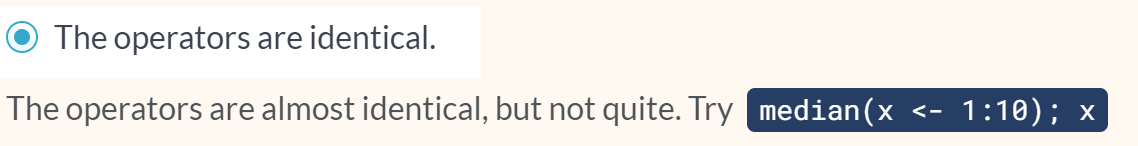 The operators are identical.
The operators are almost identical, but not quite. Try median(x <- 1:10); x